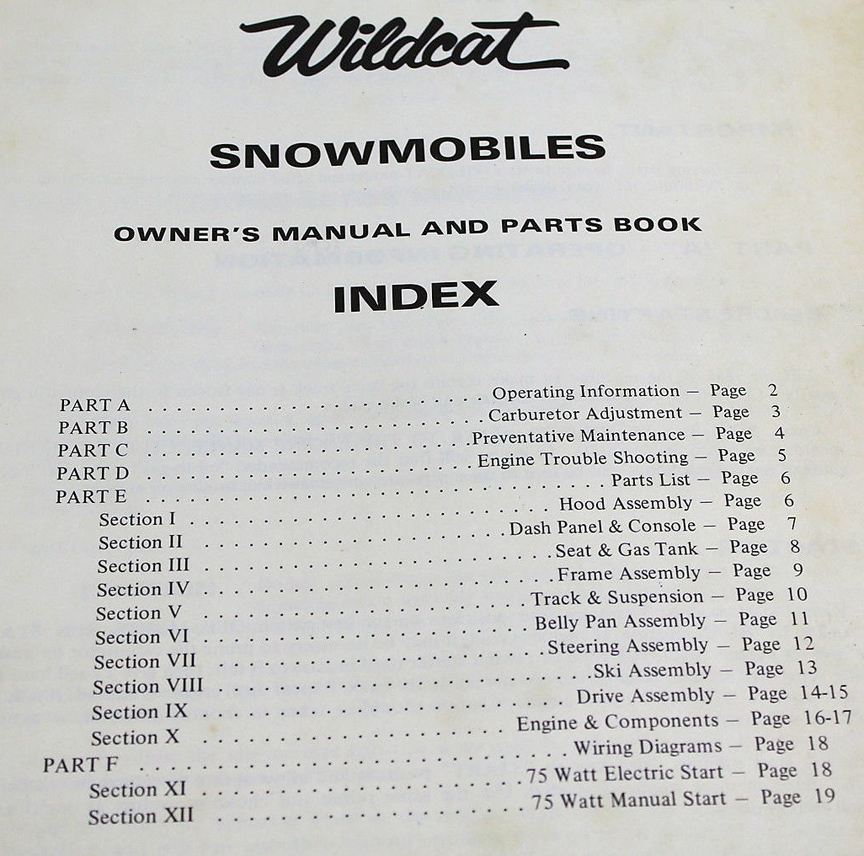 Wildcat
SNOWMOBILES
OWNER'S MANUAL AND PARTS BOOK
INDEX
PART A . . . . . . . . . . . . . . . . . . . . . . . . Operating Information — Page 2
PART B . . . . . . . . . . . . . . . . . . . . . . . . Carburetor Adjustment — Page 3
PART C . . . . . . . . . . . . . . . . . . . . . . . Preventative Maintenance — Page 4
PART D . . . . . . . . . . . . . . . . . . . . . . . Engine Trouble Shooting — Page 5
PART E . . . . . . . . . . . . . . . . . . . . . . . . . . . . . . . . Parts List — Page 6
Section I . . . . . . . . . . . . . . . . . . . . . . . . . Hood Assembly — Page 6
Section II . . . . . . . . . . . . . . . . . . . . . Dash Panel & Console — Page 7
Section III . . . . . . . . . . . . . . . . . . . . . . . . Seat & Gas Tank — Page 8
Section IV . . . . . . . . . . . . . . . . . . . . . . . . Frame Assembly — Page 9
Section V . . . . . . . . . . . . . . . . . . . . . . Track & Suspension — Page 10
Section VI . . . . . . . . . . . . . . . . . . . . . . Belly Pan Assembly — Page 11
Section VII . . . . . . . . . . . . . . . . . . . . . . . Steering Assembly — Page 12
Section VIII . . . . . . . . . . . . . . . . . . . . . . . . . . Ski Assembly — Page 13
Section IX . . . . . . . . . . . . . . . . . . . . . . . . . Drive Assembly — Page 14-15
Section X . . . . . . . . . . . . . . . . . . . . . Engine & Components — Page 16-17
PART F . . . . . . . . . . . . . . . . . . . . . . . . . . . . . Wiring Diagrams — Page 18
Section XI . . . . . . . . . . . . . . . . . . . . . 75 Watt Electric Start — Page 18
Section XII . . . . . . . . . . . . . . . . . . . . . 75 Watt Manual Start — Page 19